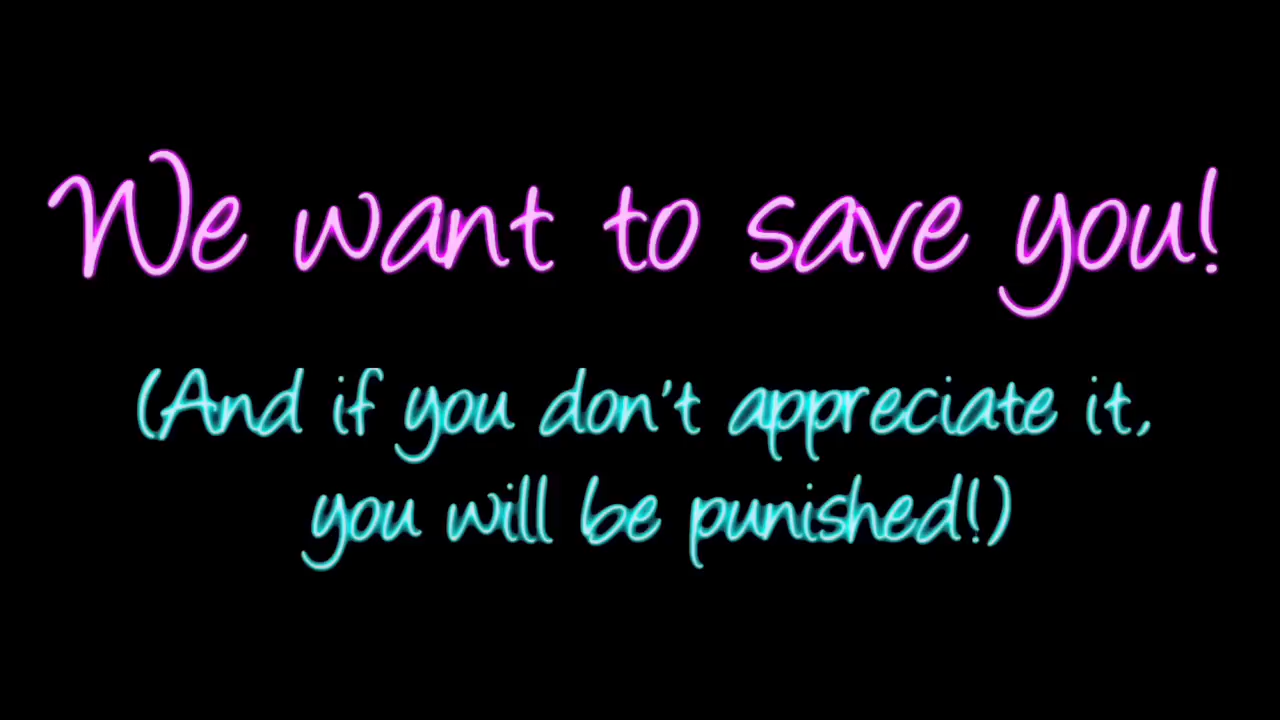 We want to save you!
(And if you don't appreciate it,
you will be punished!)